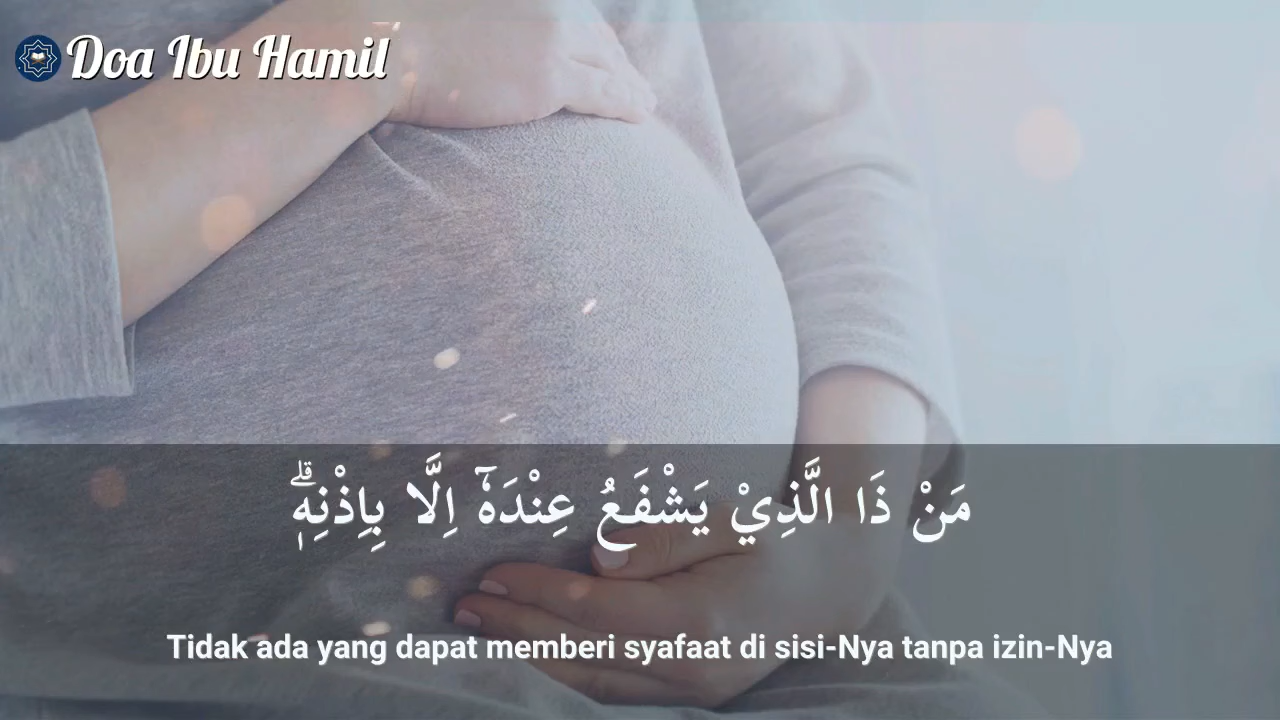 Doa Ibu Hamil
مَنْ ذَا الَّذِيْ يَشْفَعُ عِنْدَهٗٓ اِلَّا بِاِذْنِهٖۗ
Tidak ada yang dapat memberi syafaat di sisi-Nya tanpa izin-Nya